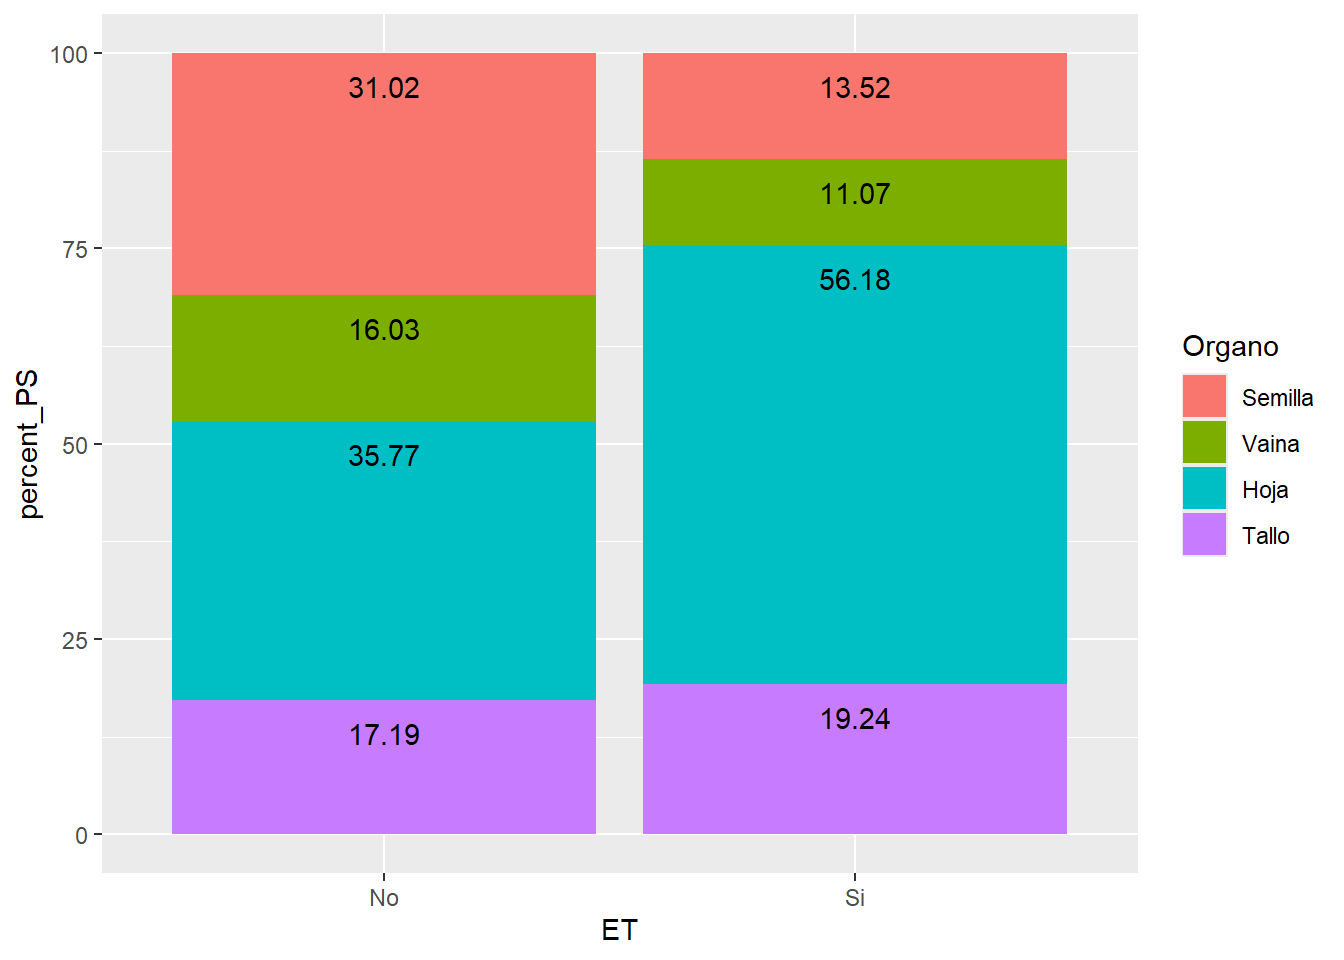 100
75
50
25
0
percent_PS
31.02
16.03
35.77
17.19
13.52
11.07
56.18
19.24
No
Si
ET
Organo
Semilla
Vaina
Hoja
Tallo